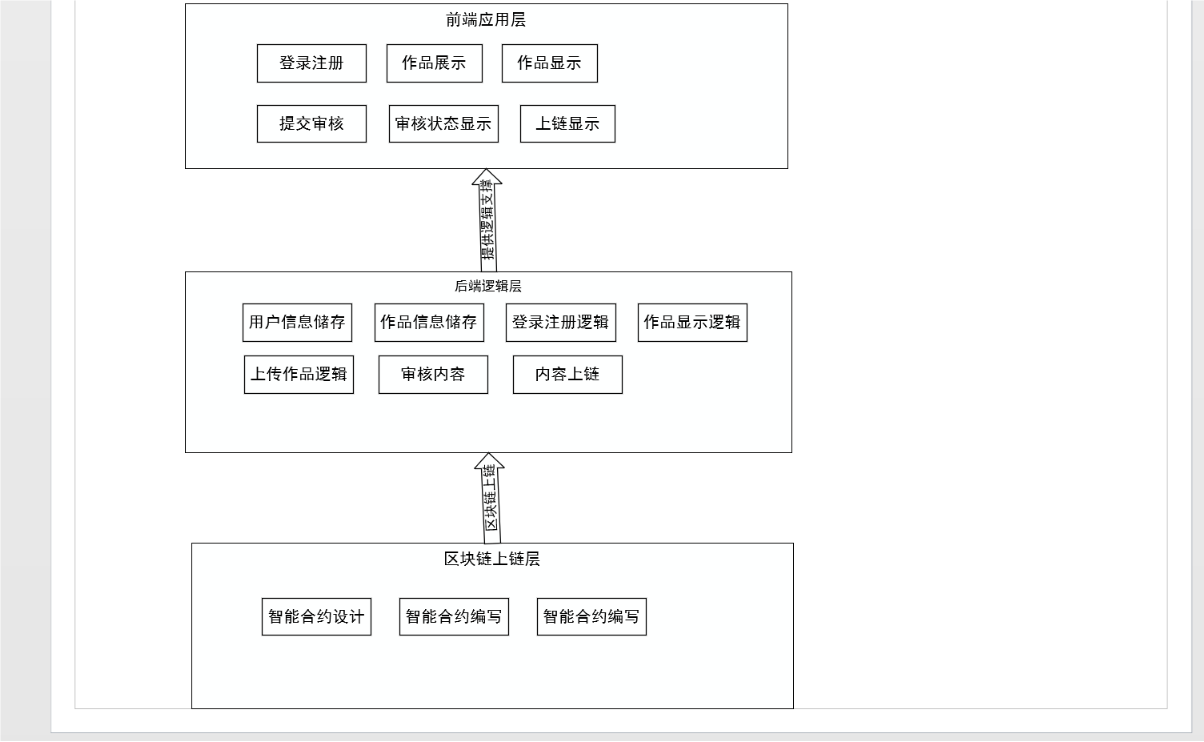 前端应用层
登录注册
作品展示
作品显示
提交审核
审核状态显示
上链显示
提供逻辑支撑
后端逻辑层
用户信息储存
作品信息储存
登录注册逻辑
作品显示逻辑
上传作品逻辑
审核内容
内容上链
区块链上链
区块链上链层
智能合约设计
智能合约编写
智能合约编写